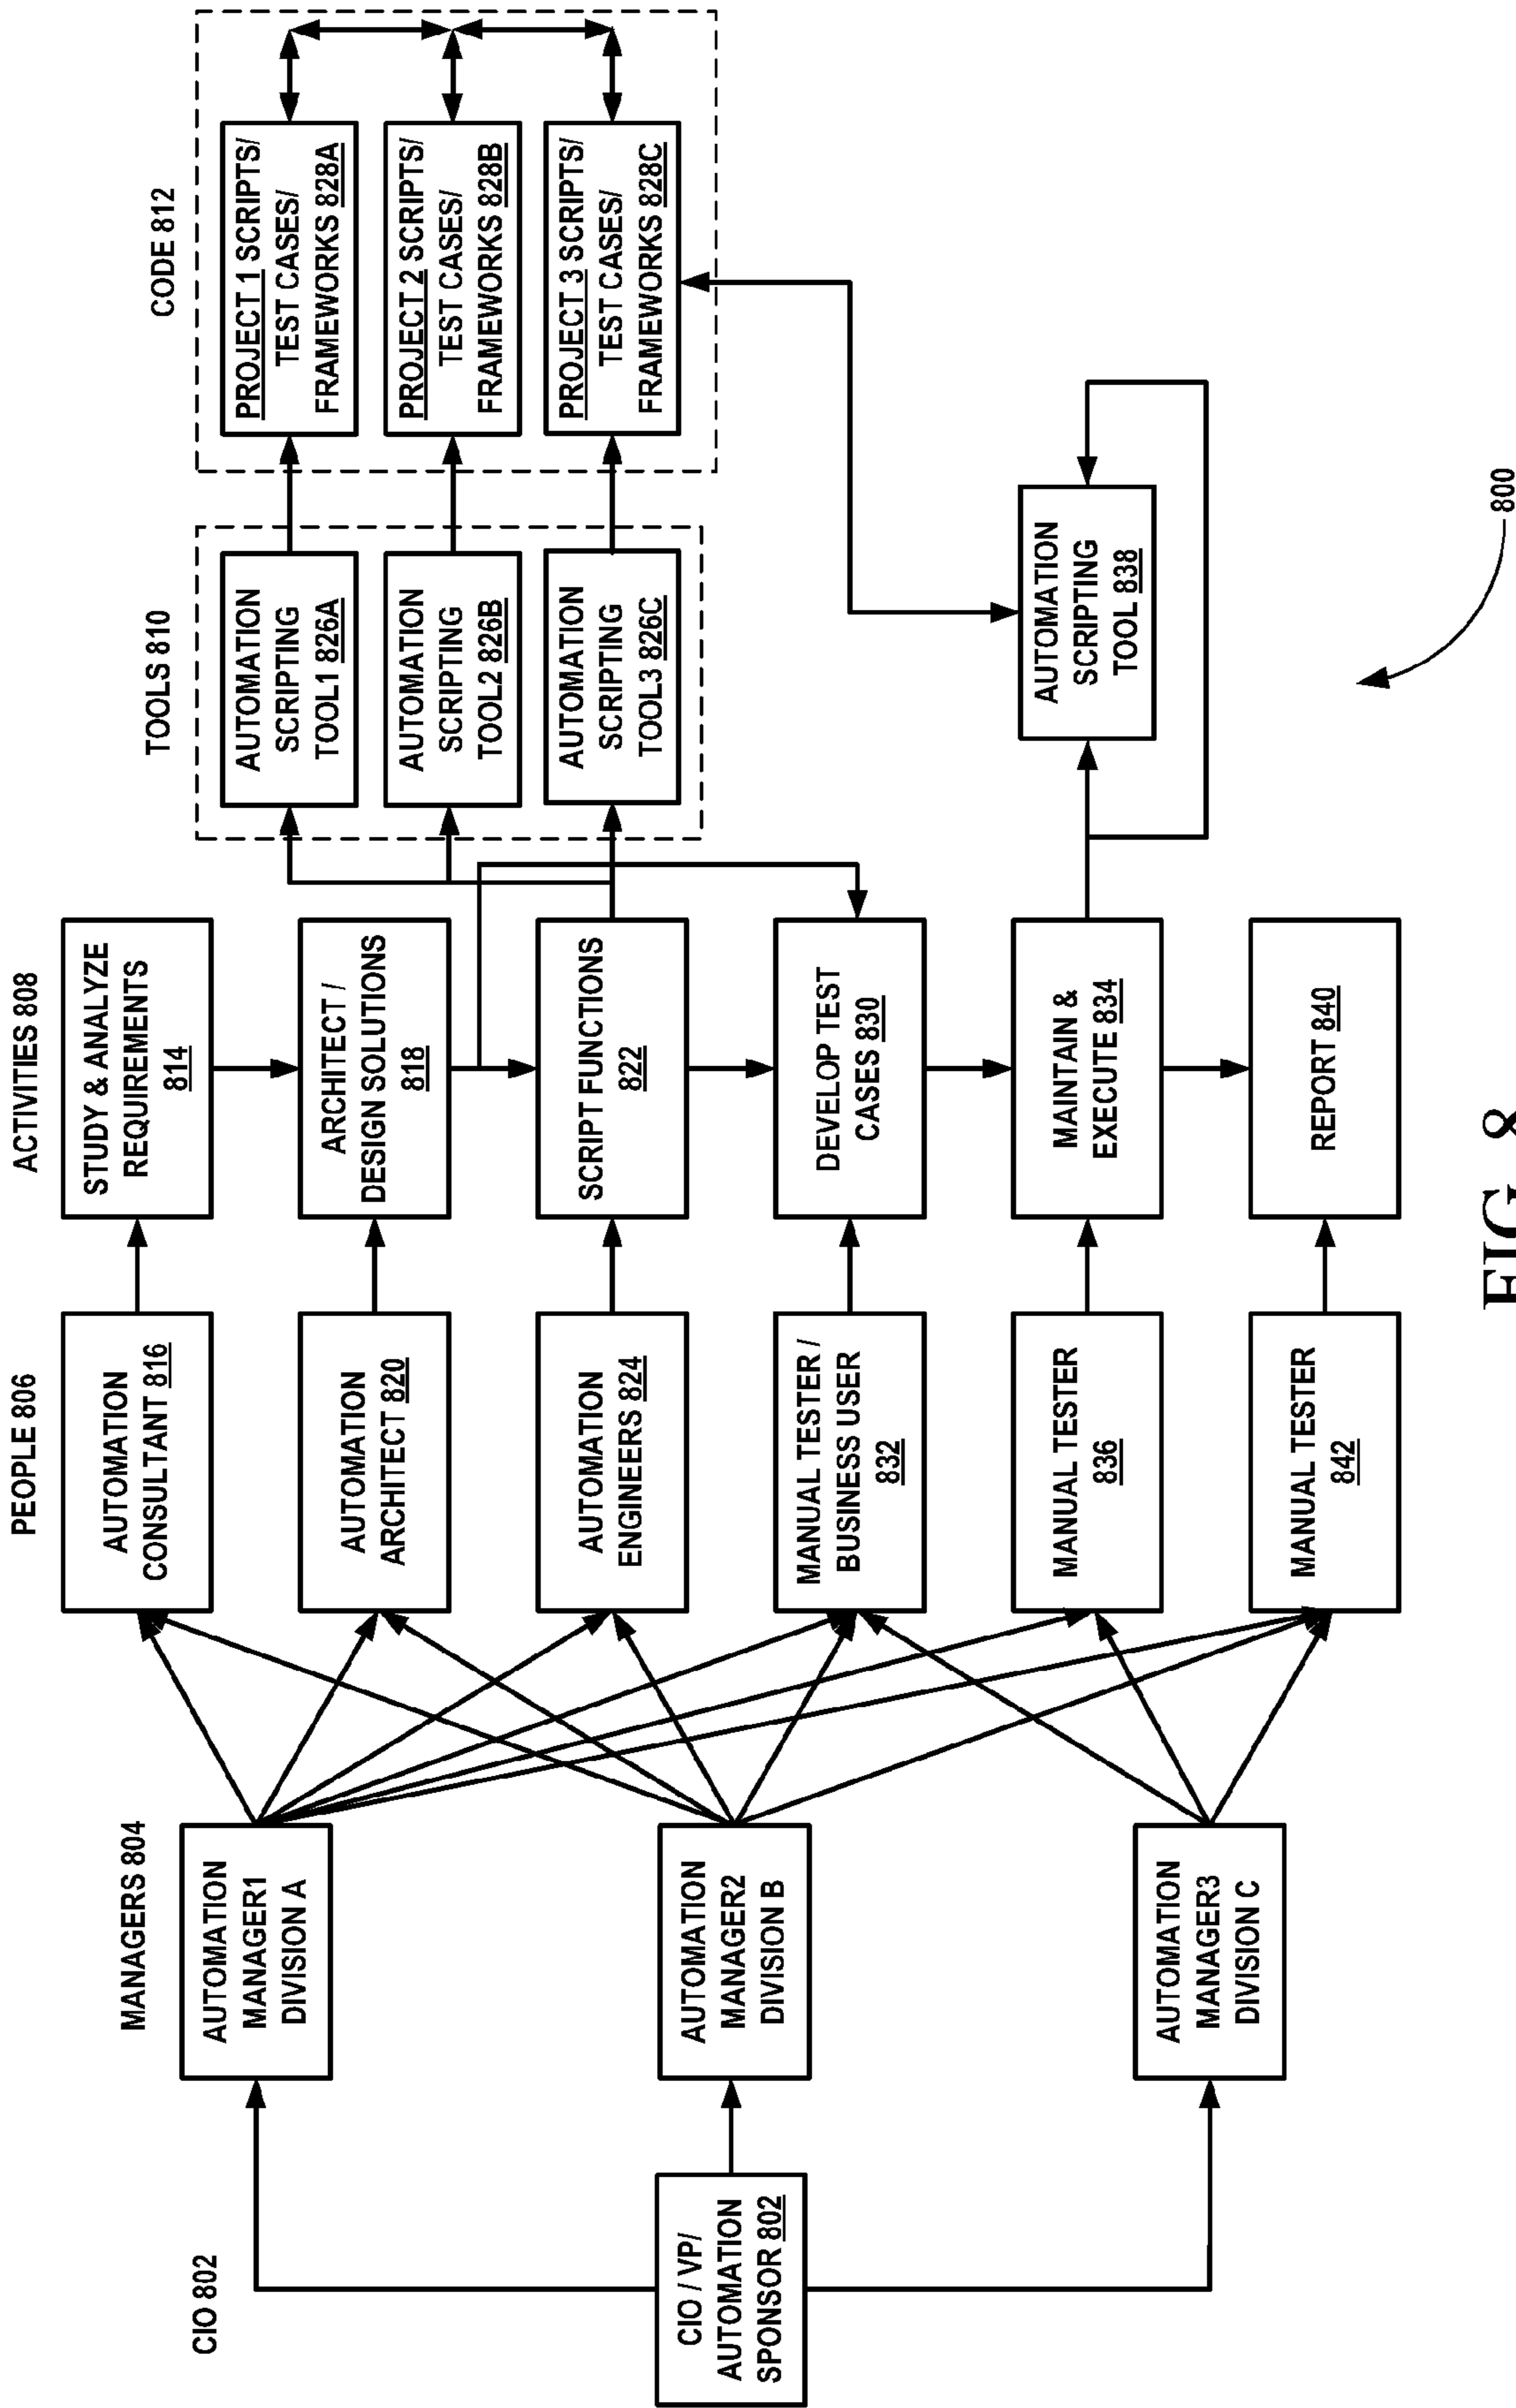 CIO 802
CIO / VP/
AUTOMATION
SPONSOR 802
MANAGERS 804
AUTOMATION
MANAGER1
DIVISION A
AUTOMATION
MANAGER2
DIVISION B
AUTOMATION
MANAGER3
DIVISION C
PEOPLE 806
AUTOMATION
CONSULTANT 816
AUTOMATION
ARCHITECT 820
AUTOMATION
ENGINEERS 824
MANUAL TESTER /
BUSINESS USER
832
MANUAL TESTER
836
MANUAL TESTER
842
ACTIVITIES 808
STUDY & ANALYZE
REQUIREMENTS
814
ARCHITECT /
DESIGN SOLUTIONS
818
SCRIPT FUNCTIONS
822
DEVELOP TEST
CASES 830
MAINTAIN &
EXECUTE 834
REPORT 840
TOOLS 810
AUTOMATION
SCRIPTING
TOOL1 826A
AUTOMATION
SCRIPTING
TOOL2 826B
AUTOMATION
SCRIPTING
TOOL3 826C
AUTOMATION
SCRIPTING
TOOL 838
CODE 812
PROJECT 1 SCRIPTS/
TEST CASES/
FRAMEWORKS 828A
PROJECT 2 SCRIPTS/
TEST CASES/
FRAMEWORKS 828B
PROJECT 3 SCRIPTS/
TEST CASES/
FRAMEWORKS 828C
800
FIG. 8